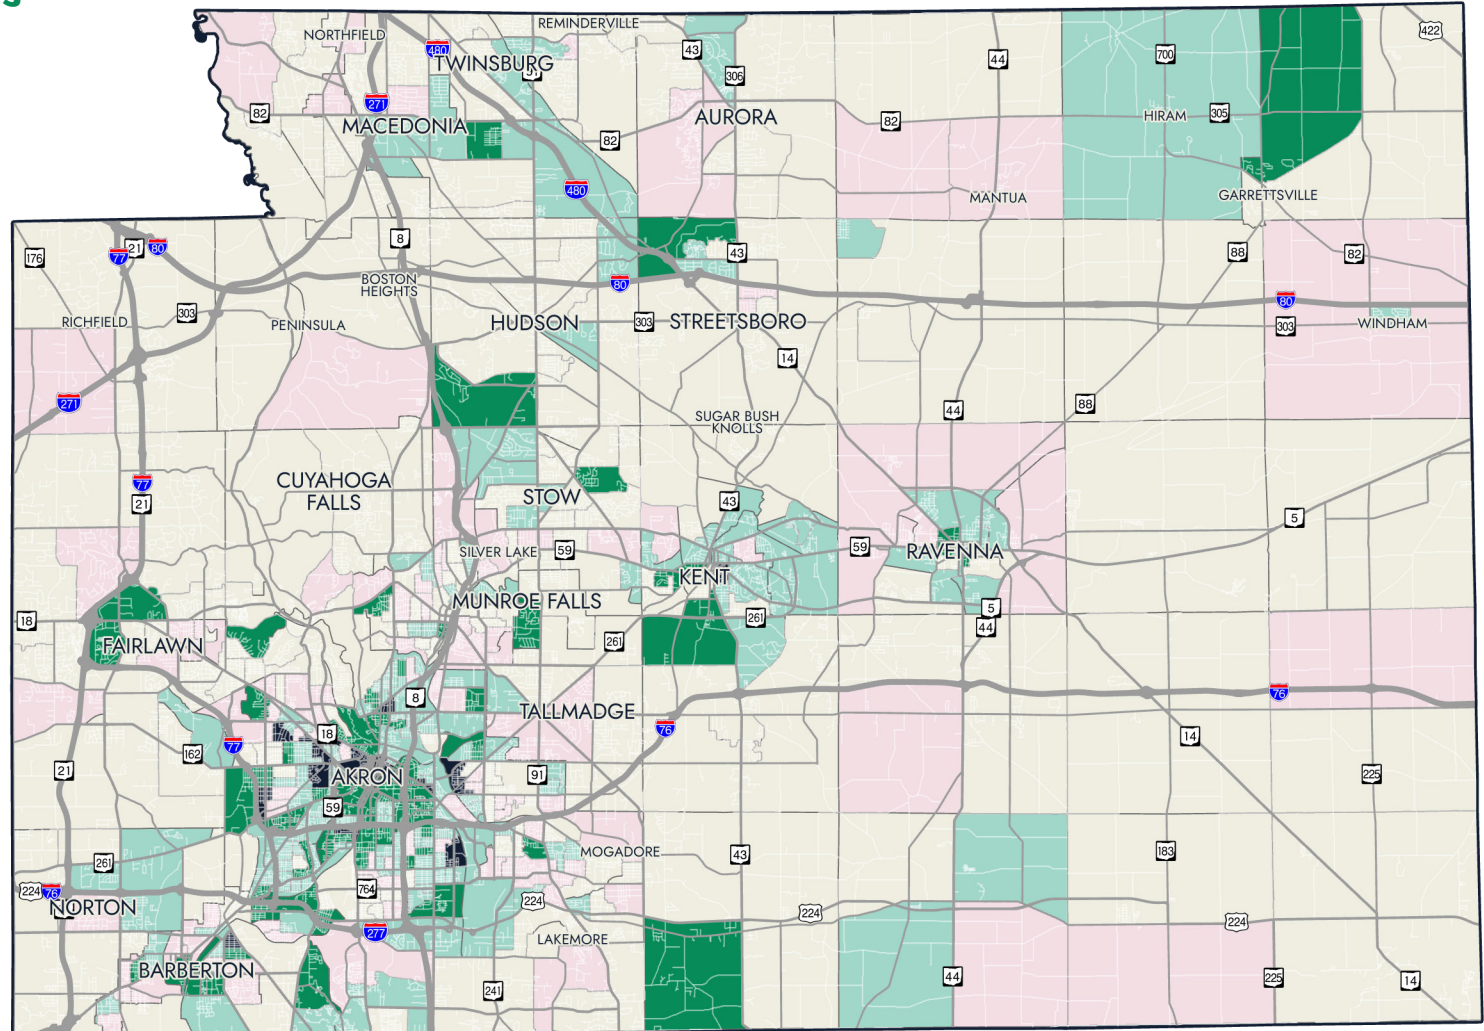 REMINDERVILLE
NORTHFIELD
422
480
43
44
700
TWINSBURG
306
271
82
AURORA
82
HIRAM
305
MACEDONIA
82
480
GARRETTSVILLE
MANTUA
8
176
21
80
77
43
88
82
BOSTON
HEIGHTS
80
80
303
RICHFIELD
PENINSULA
HUDSON
303
STREETSBORO
303
WINDHAM
14
271
44
88
SUGAR BUSH
KNOLLS
CUYAHOGA
FALLS
77
21
STOW
43
5
SILVER LAKE
59
59
RAVENNA
KENT
MUNROE FALLS
18
261
5
44
FAIRLAWN
261
8
76
TALLMADGE
18
76
14
162
77
21
AKRON
91
225
59
MOGADORE
43
183
261
224
76
764
NORTON
224
224
224
277
LAKEMORE
BARBERTON
44
225
14
241